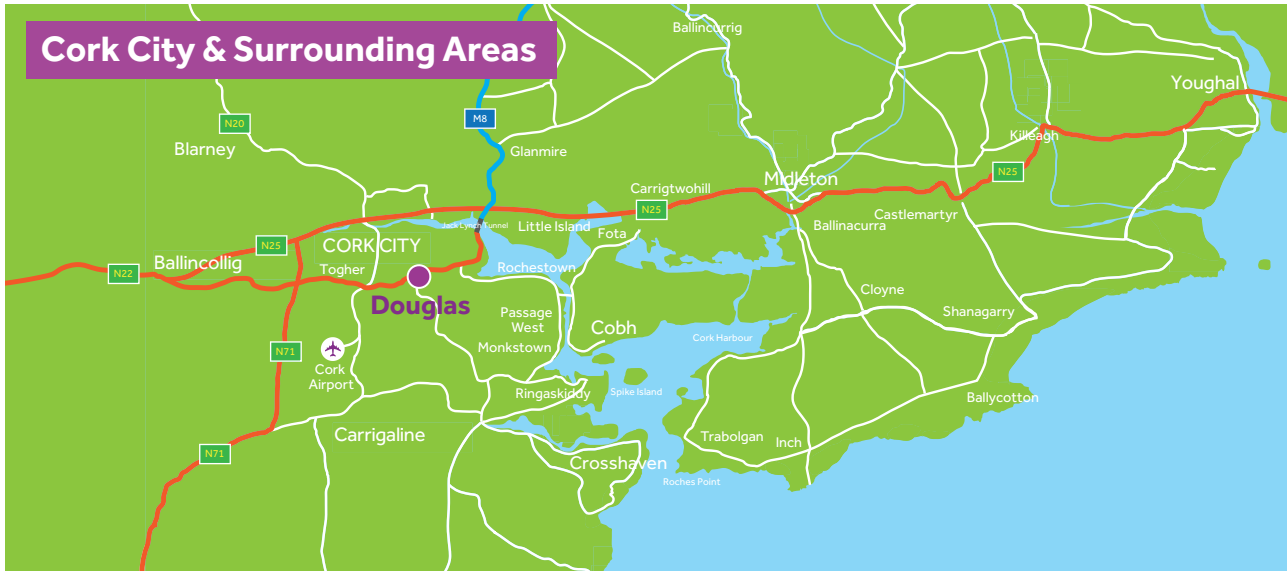 Cork City & Surrounding Areas
Ballincurrig
Youghal
M8
N20
Killeagh
Blarney
Glanmire
N25
Midleton
Carrigtwohill
N25
Castlemartyr
Jack Lynch Tunnel
Little Island
Ballinacurra
Fota
N25
CORK CITY
Ballincollig
Togher
Rochestown
N22
Cloyne
Douglas
Passage
West
Shanagarry
Cobh
Cork Harbour
Monkstown
N71
Cork
Airport
Ringaskiddy
Spike Island
Ballycotton
Carrigaline
Trabolgan
Inch
N71
Crosshaven
Roches Point